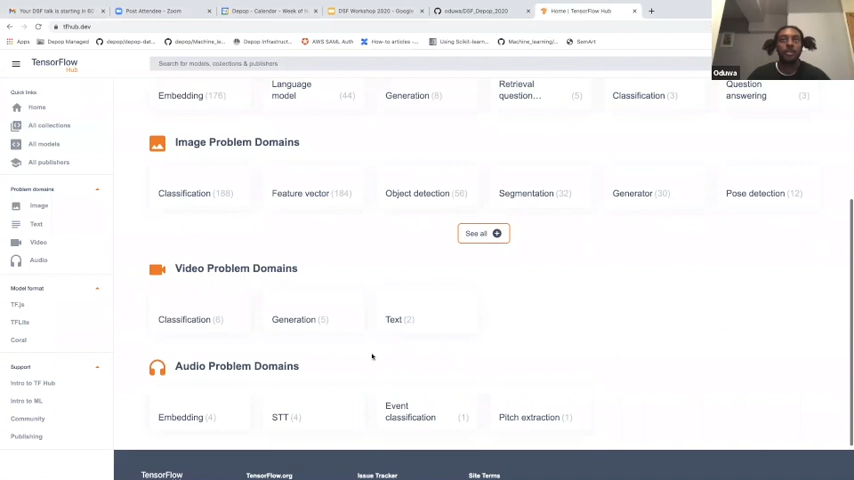 Your DSF talk is starting in 60
Post Attendee - Zoom
Depop - Calendar - Week of N
DSF Workshop 2020 - Google
oduwa/DSF_Depop_2020
Home | TensorFlow Hub
tfhub.dev
Apps
Depop Managed
depop/depop-det...
depop/Machine_le...
Depop Infrastruct...
AWS SAML Auth
How-to articles -...
Using Scikit-learn...
Machine_learning/...
SemArt
Oduwa
TensorFlow
Hub
Search for models, collections & publishers
Quick links
Home
All collections
All models
All publishers
Problem domains
Image
Text
Video
Audio
Model format
TF.js
TFLite
Coral
Support
Intro to TF Hub
Intro to ML
Community
Publishing
Embedding (176)
Language
model (44)
Generation (8)
Retrieval
question... (5)
Classification (3)
Question
answering (3)
Image Problem Domains
Classification (188)
Feature vector (184)
Object detection (56)
Segmentation (32)
Generator (30)
Pose detection (12)
See all
Video Problem Domains
Classification (6)
Generation (5)
Text (2)
Audio Problem Domains
Embedding (4)
STT (4)
Event
classification (1)
Pitch extraction (1)
TensorFlow
TensorFlow.org
Issue Tracker
Site Terms